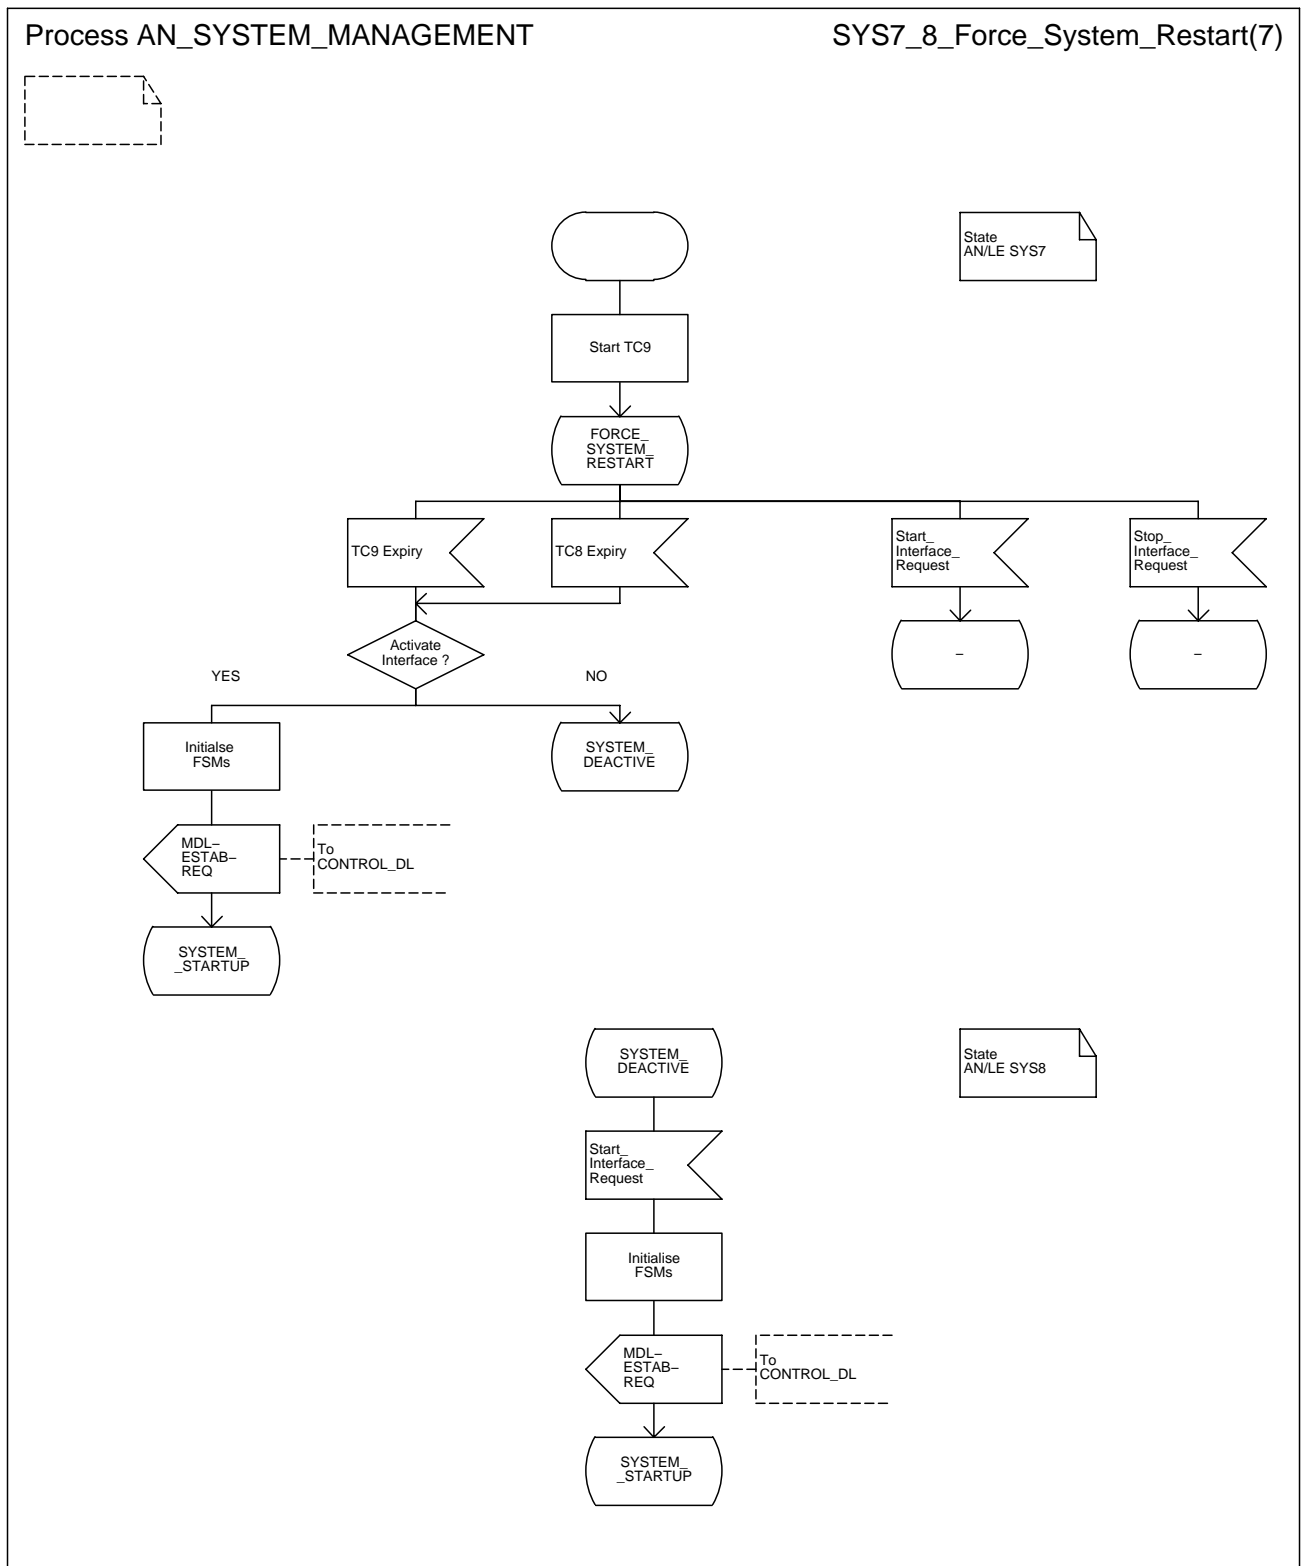 Process AN_SYSTEM_MANAGEMENT
SYS7_8_Force_System_Restart(7)
State
AN/LE SYS7
Start TC9
FORCE_
SYSTEM_
RESTART
TC9 Expiry
TC8 Expiry
Start_
Interface_
Request
Stop_
Interface_
Request
Activate
Interface ?
–
–
YES
NO
Initialse
FSMs
SYSTEM_
DEACTIVE
MDL–
ESTAB–
REQ
To
CONTROL_DL
SYSTEM_
_STARTUP
SYSTEM_
DEACTIVE
State
AN/LE SYS8
Start_
Interface_
Request
Initialise
FSMs
MDL–
ESTAB–
REQ
To
CONTROL_DL
SYSTEM_
_STARTUP